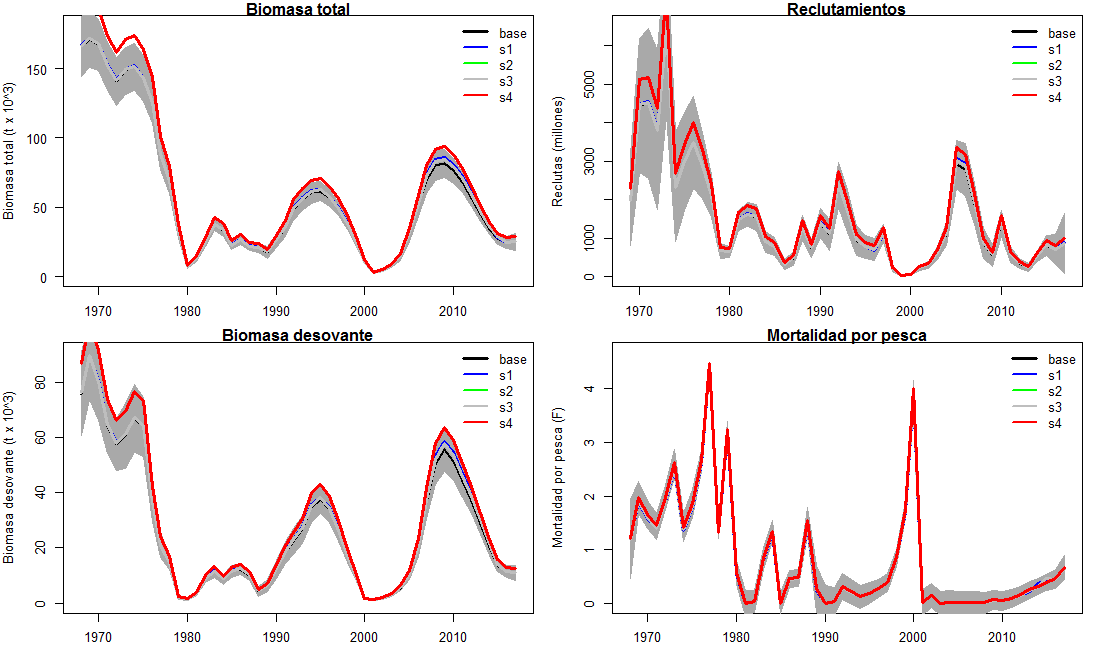 Biomasa total
Biomasa total (t x 10^3)
150
100
50
0
1970 1980 1990 2000 2010
base
s1
s2
s3
s4
Reclutamientos
Reclutas (millones)
5000
3000
1000
0
1970 1980 1990 2000 2010
base
s1
s2
s3
s4
Biomasa desovante
Biomasa desovante (t x 10^3)
80
60
40
20
0
1970 1980 1990 2000 2010
base
s1
s2
s3
s4
Mortalidad por pesca
Mortalidad por pesca (F)
4
3
2
1
0
1970 1980 1990 2000 2010
base
s1
s2
s3
s4